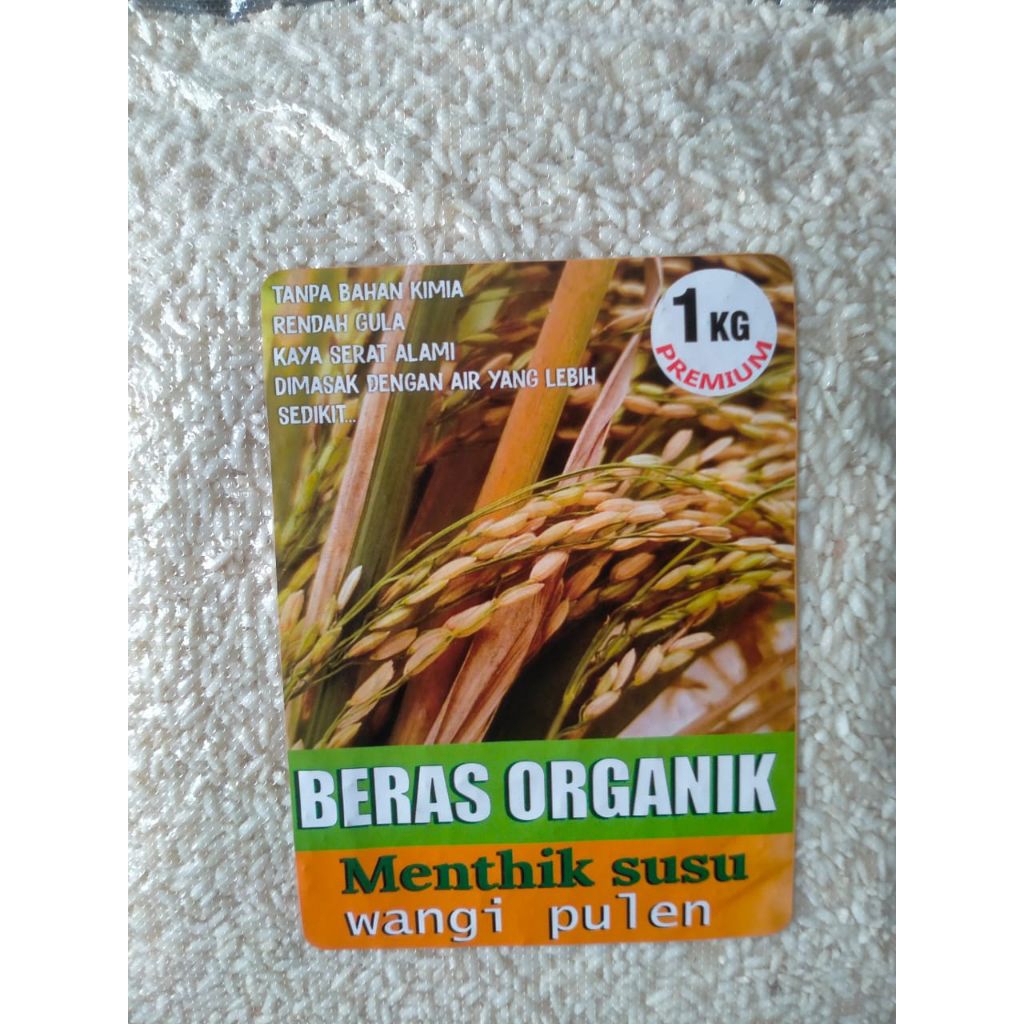 TANPA BAHAN KIMIA
RENDAH GULA
KAYA SERAT ALAMI
DIMASAK DENGAN AIR YANG LEBIH
SEDIKIT...
1 KG
PREMIUM
BERAS ORGANIK
Menthik susu
wangi pulen